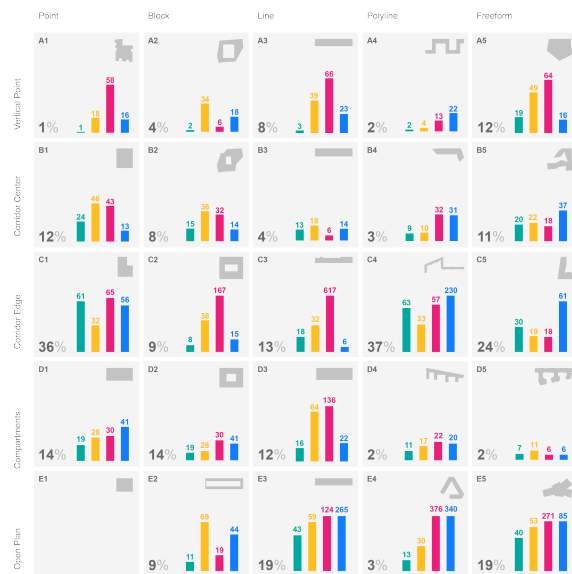 Point Block Line Polyline Freeform
Vertical Point
A1 A2 A3 A4 A5
1 18 58 16
1%
2 34 6 18
4%
3 39 66 23
8%
2 4 13 22
2%
19 49 64 16
12%
Corridor Center
B1 B2 B3 B4 B5
24 46 43 13
12%
15 36 32 14
8%
13 18 6 14
4%
9 10 32 31
3%
20 22 18 37
11%
Corridor Edge
C1 C2 C3 C4 C5
61 32 65 56
36%
8 38 167 15
9%
18 32 617 6
13%
63 33 57 230
37%
30 19 18 61
24%
Compartments
D1 D2 D3 D4 D5
19 28 30 41
14%
19 28 30 41
14%
16 64 136 22
12%
11 17 22 20
2%
7 11 6 6
2%
Open Plan
E1 E2 E3 E4 E5
11 69 19 44
9%
43 59 124 265
19%
13 30 376 340
3%
40 83 271 85
19%